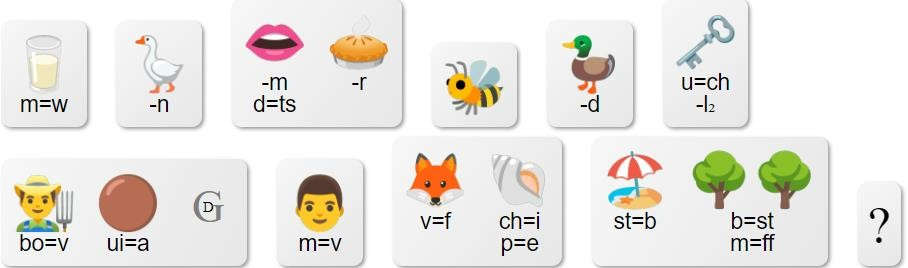 m=w
-n
-m
d=ts
-r
-d
u=ch
-l₂
bo=v
ui=a
G
D
m=v
v=f
ch=i
p=e
st=b
b=st
m=ff
?